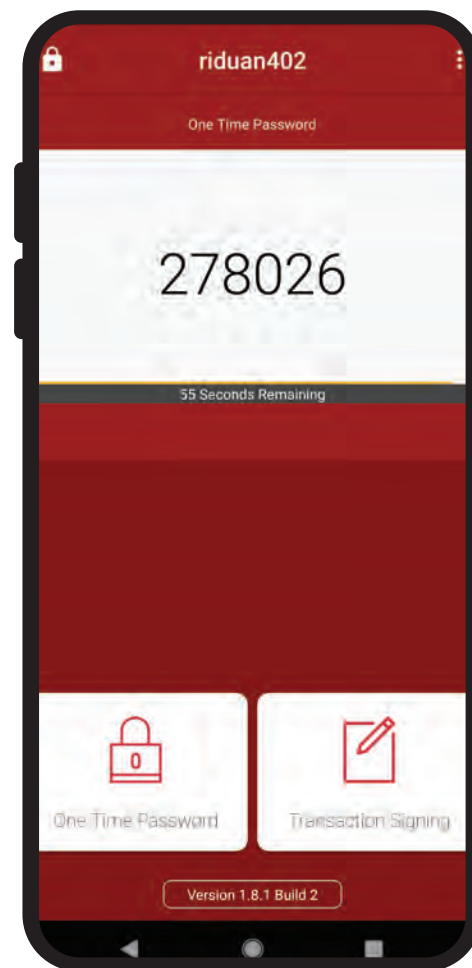 riduan402
One Time Password
278026
55 Seconds Remaining
0
One Time Password
Transaction Signing
Version 1.8.1 Build 2